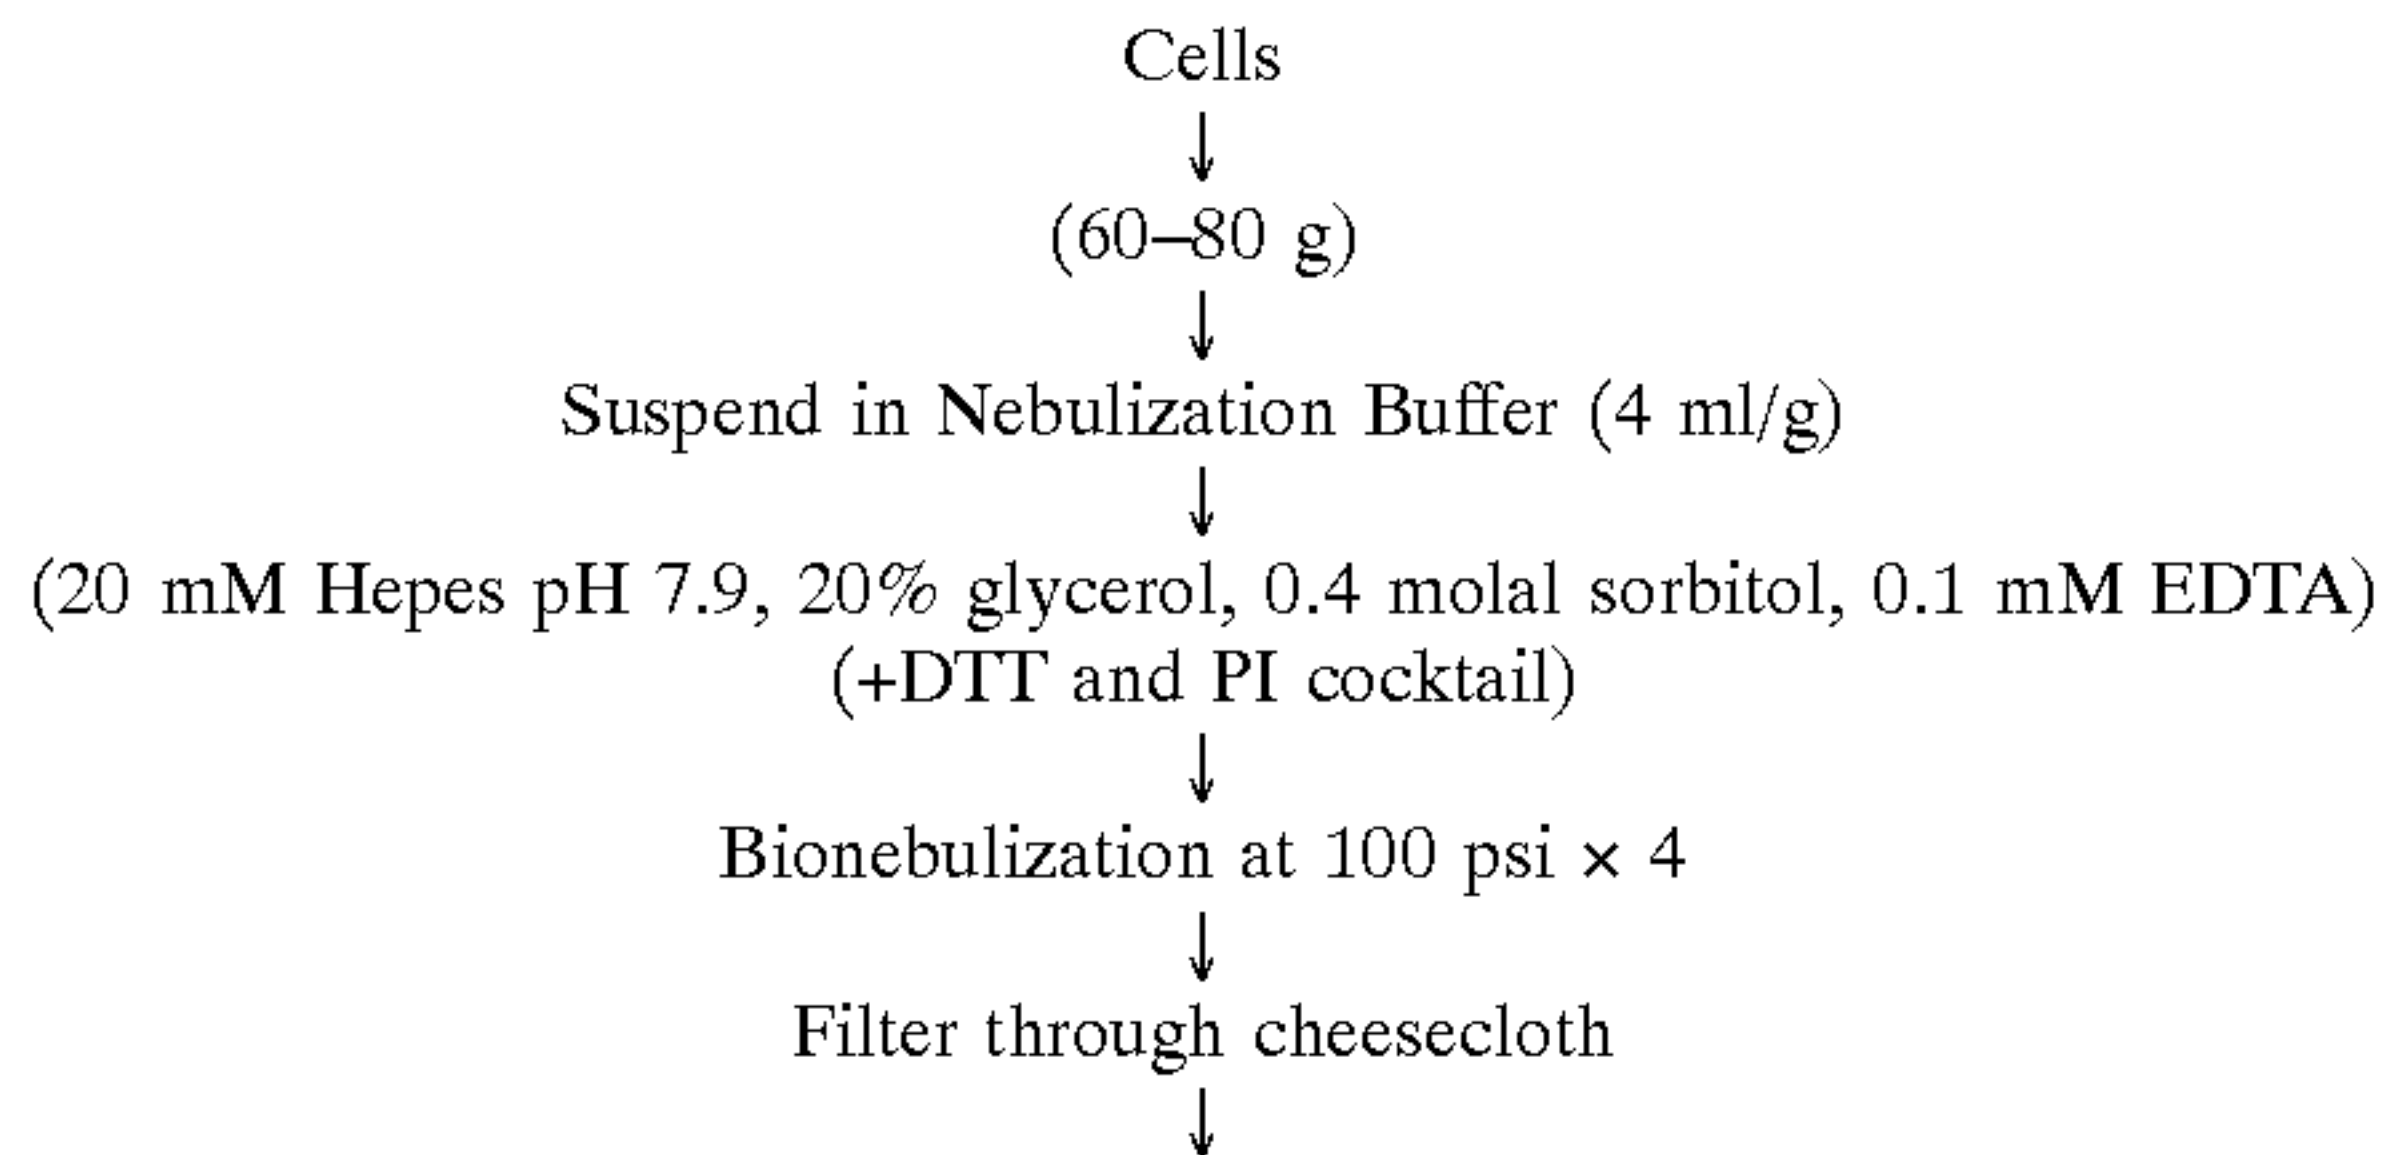 Cells
(60–80 g)
Suspend in Nebulization Buffer (4 ml/g)
(20 mM Hepes pH 7.9, 20% glycerol, 0.4 molal sorbitol, 0.1 mM EDTA)
(+DTT and PI cocktail)
Bionebulization at 100 psi × 4
Filter through cheesecloth